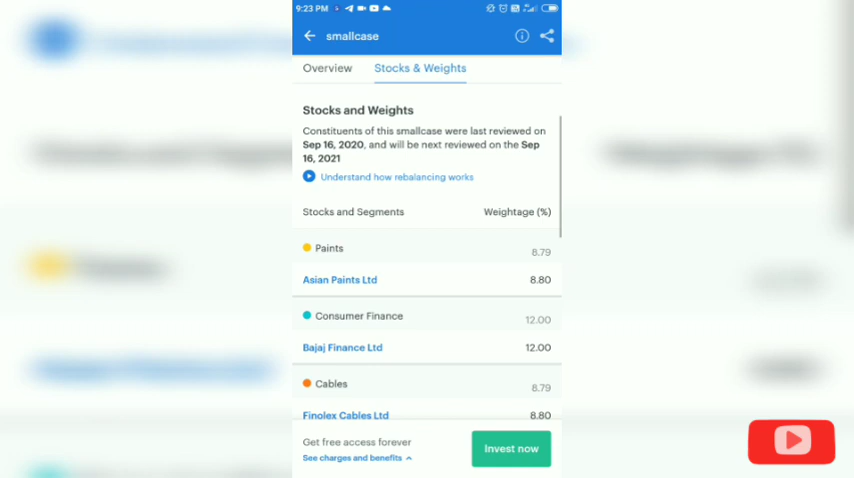 9:23 PM
smallcase
Overview
Stocks & Weights
Stocks and Weights
Constituents of this smallcase were last reviewed on
Sep 16, 2020, and will be next reviewed on the Sep
16, 2021
Understand how rebalancing works
Stocks and Segments Weightage (%)
Paints 8.79
Asian Paints Ltd 8.80
Consumer Finance 12.00
Bajaj Finance Ltd 12.00
Cables 8.79
Finolex Cables Ltd 8.80
Get free access forever
See charges and benefits
Invest now